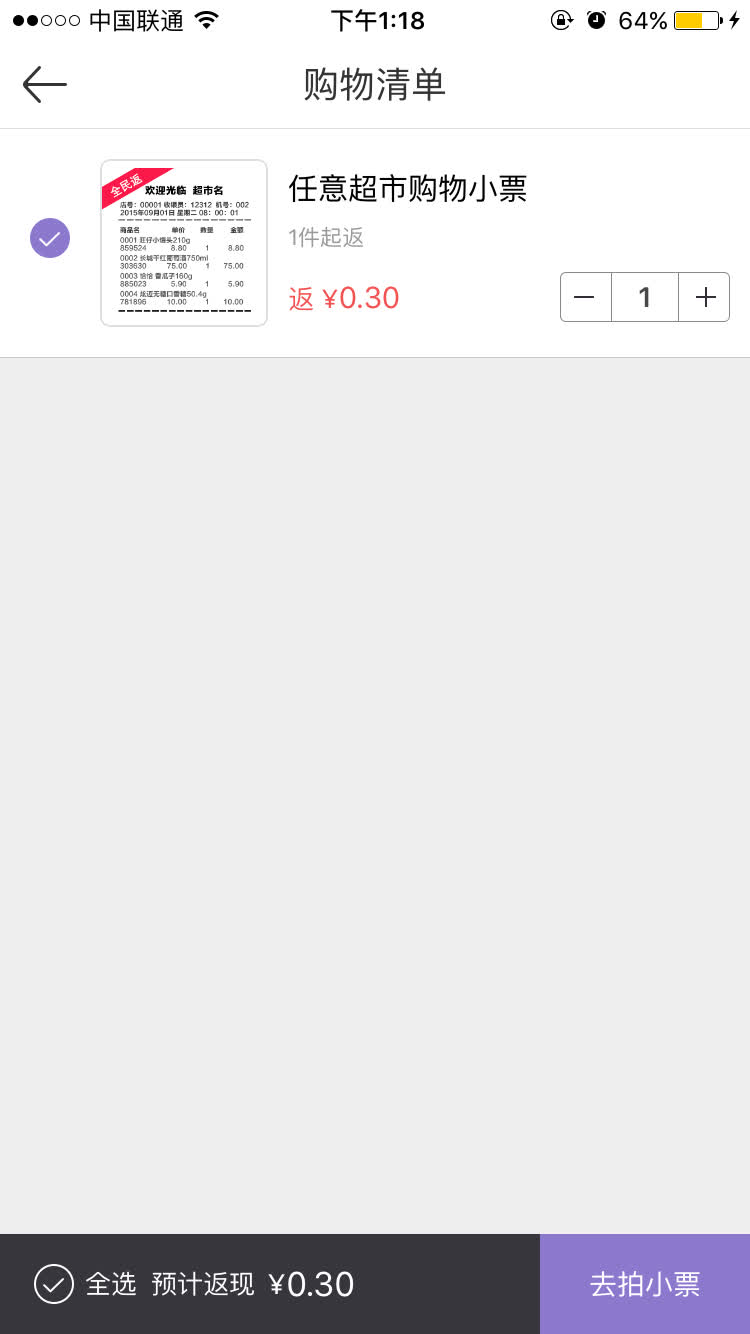 中国联通
下午1:18
64%
购物清单
全民返
欢迎光临 超市名
店号：00001 收银员：12312 机号：002
2015年09月01日 星期二 08：00：01
商品名 单价 数量 金额
0001 旺仔小馒头210g
859524 8.80 1 8.80
0002 长城干红葡萄酒750ml
303630 75.00 1 75.00
0003 恰恰 香瓜子160g
885023 5.90 1 5.90
0004 炫迈无糖口香糖50.4g
781896 10.00 1 10.00
任意超市购物小票
1件起返
返 ¥0.30
1
全选 预计返现 ¥0.30
去拍小票